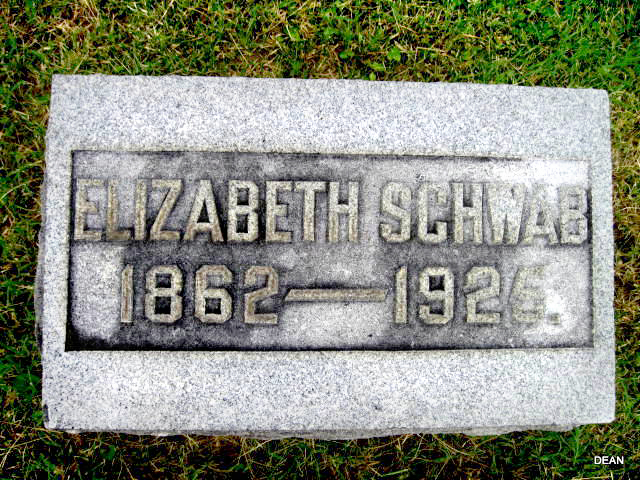 ELIZABETH SCHWAB
1862—1925.
DEAN